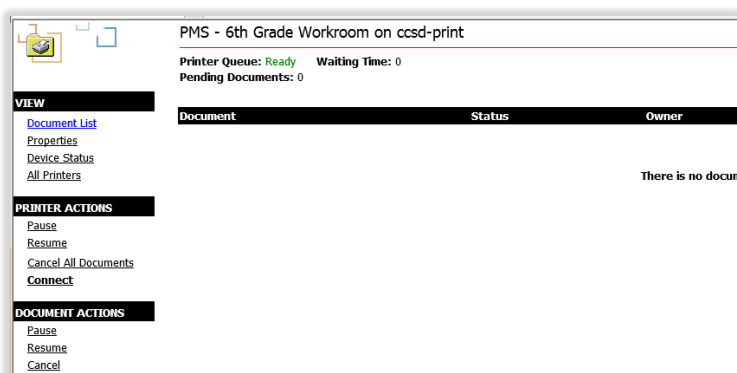 PMS - 6th Grade Workroom on ccsd-print
Printer Queue: Ready Waiting Time: 0
Pending Documents: 0
VIEW
Document List
Properties
Device Status
All Printers
PRINTER ACTIONS
Pause
Resume
Cancel All Documents
Connect
DOCUMENT ACTIONS
Pause
Resume
Cancel
Document Status Owner
There is no docu